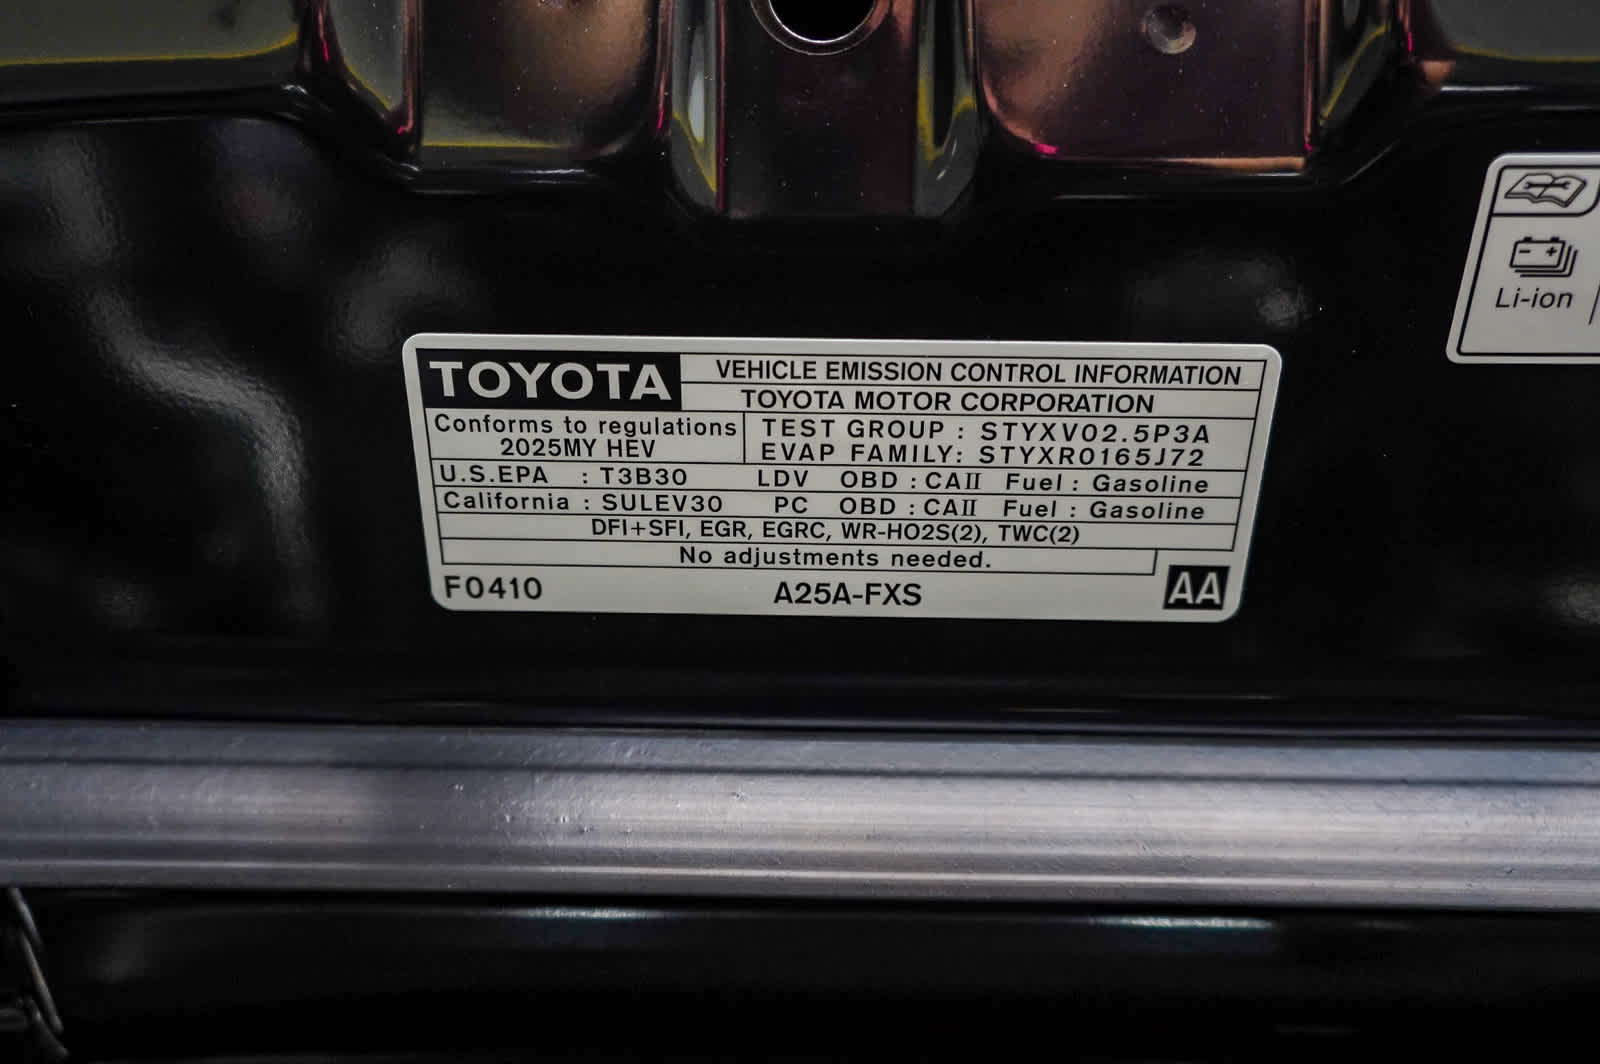 TOYOTA
VEHICLE EMISSION CONTROL INFORMATION
TOYOTA MOTOR CORPORATION
Conforms to regulations
2025MY HEV
TEST GROUP : STYXV02.5P3A
EVAP FAMILY: STYXR0165J72
U.S.EPA : T3B30 LDV OBD : CAII Fuel : Gasoline
California : SULEV30 PC OBD : CAII Fuel : Gasoline
DFI+SFI, EGR, EGRC, WR-HO2S(2), TWC(2)
No adjustments needed.
F0410 A25A-FXS AA
Li-ion